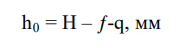 h₀ = H – f-q, мм